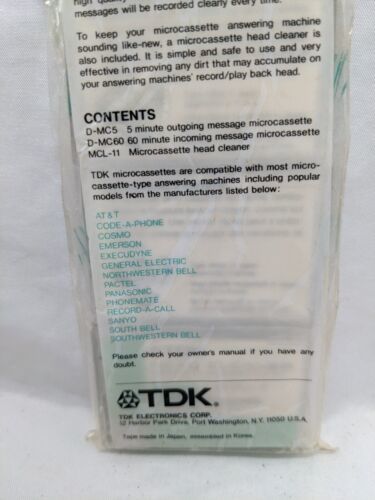 high quality
messages will be recorded clearly every time.
To keep your microcassette answering machine
sounding like-new, a microcassette head cleaner is
also included. It is simple and safe to use and very
effective in removing any dirt that may accumulate on
your answering machines' record/play back head.
CONTENTS
D-MC5 5 minute outgoing message microcassette
D-MC60 60 minute incoming message microcassette
MCL-11 Microcassette head cleaner
TDK microcassettes are compatible with most micro-
cassette-type answering machines including popular
models from the manufacturers listed below:
AT&T
CODE-A-PHONE
COSMO
EMERSON
EXECUDYNE
GENERAL ELECTRIC
NORTHWESTERN BELL
PACTEL
PANASONIC
PHONEMATE
RECORD-A-CALL
SANYO
SOUTH BELL
SOUTHWESTERN BELL
Please check your owner's manual if you have any
doubt.
TDK.
TDK ELECTRONICS CORP.
12 Harbor Park Drive, Port Washington, N.Y. 11050 U.S.A.
Tape made in Japan, assembled in Korea.